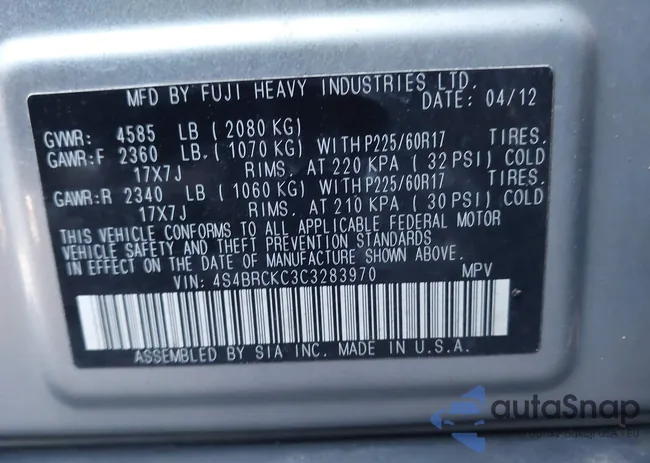 MFD BY FUJI HEAVY INDUSTRIES LTD.
DATE: 04/12
GVWR: 4585 LB (2080 KG)
GAWR:F 2360 LB. (1070 KG) WITH P225/60R17 TIRES.
17X7J RIMS. AT 220 KPA (32 PSI) COLD
GAWR:R 2340 LB (1060 KG) WITH P225/60R17 TIRES.
17X7J RIMS. AT 210 KPA (30 PSI) COLD
THIS VEHICLE CONFORMS TO ALL APPLICABLE FEDERAL MOTOR
VEHICLE SAFETY AND THEFT PREVENTION STANDARDS
IN EFFECT ON THE DATE OF MANUFACTURE SHOWN ABOVE.
VIN: 4S4BRCKC3C3283970 MPV
ASSEMBLED BY SIA INC. MADE IN U.S.A.
autaSnap